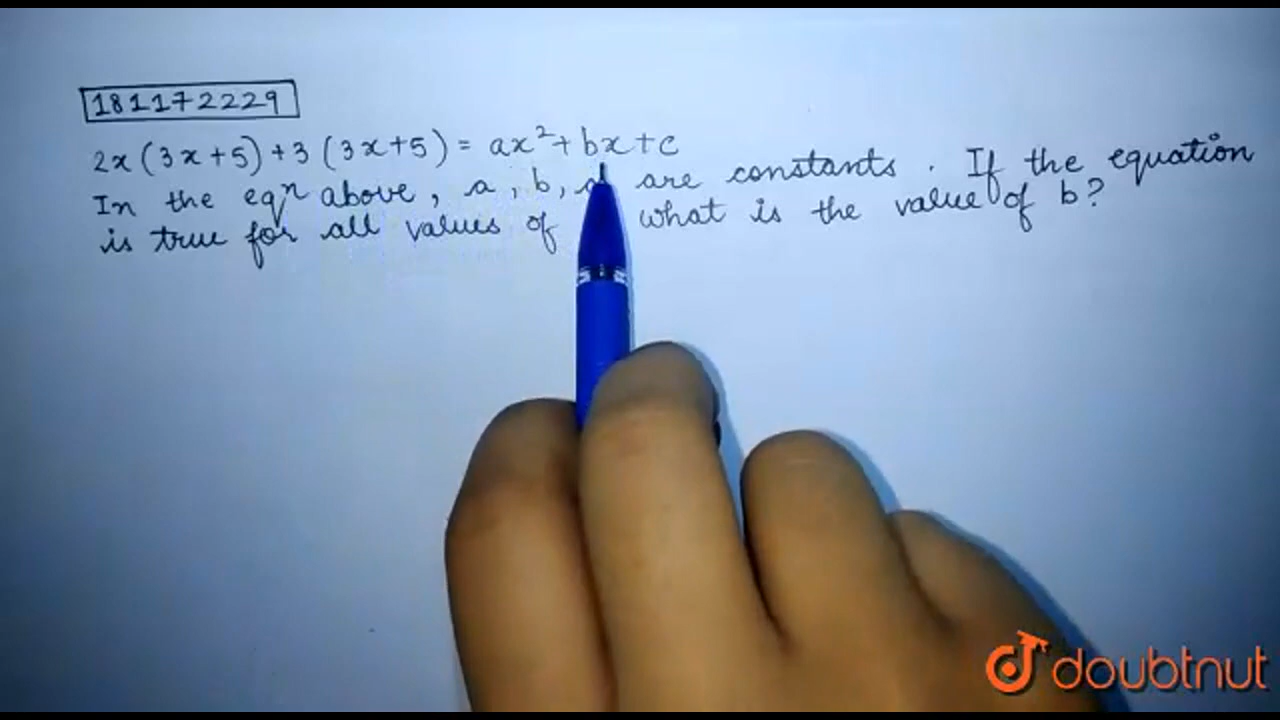 181172229
2x(3x+5)+3(3x+5) = ax²+bx+c
In the eqⁿ above, a, b, are constants. If the equation
is true for all values of what is the value of b?
doubtnut